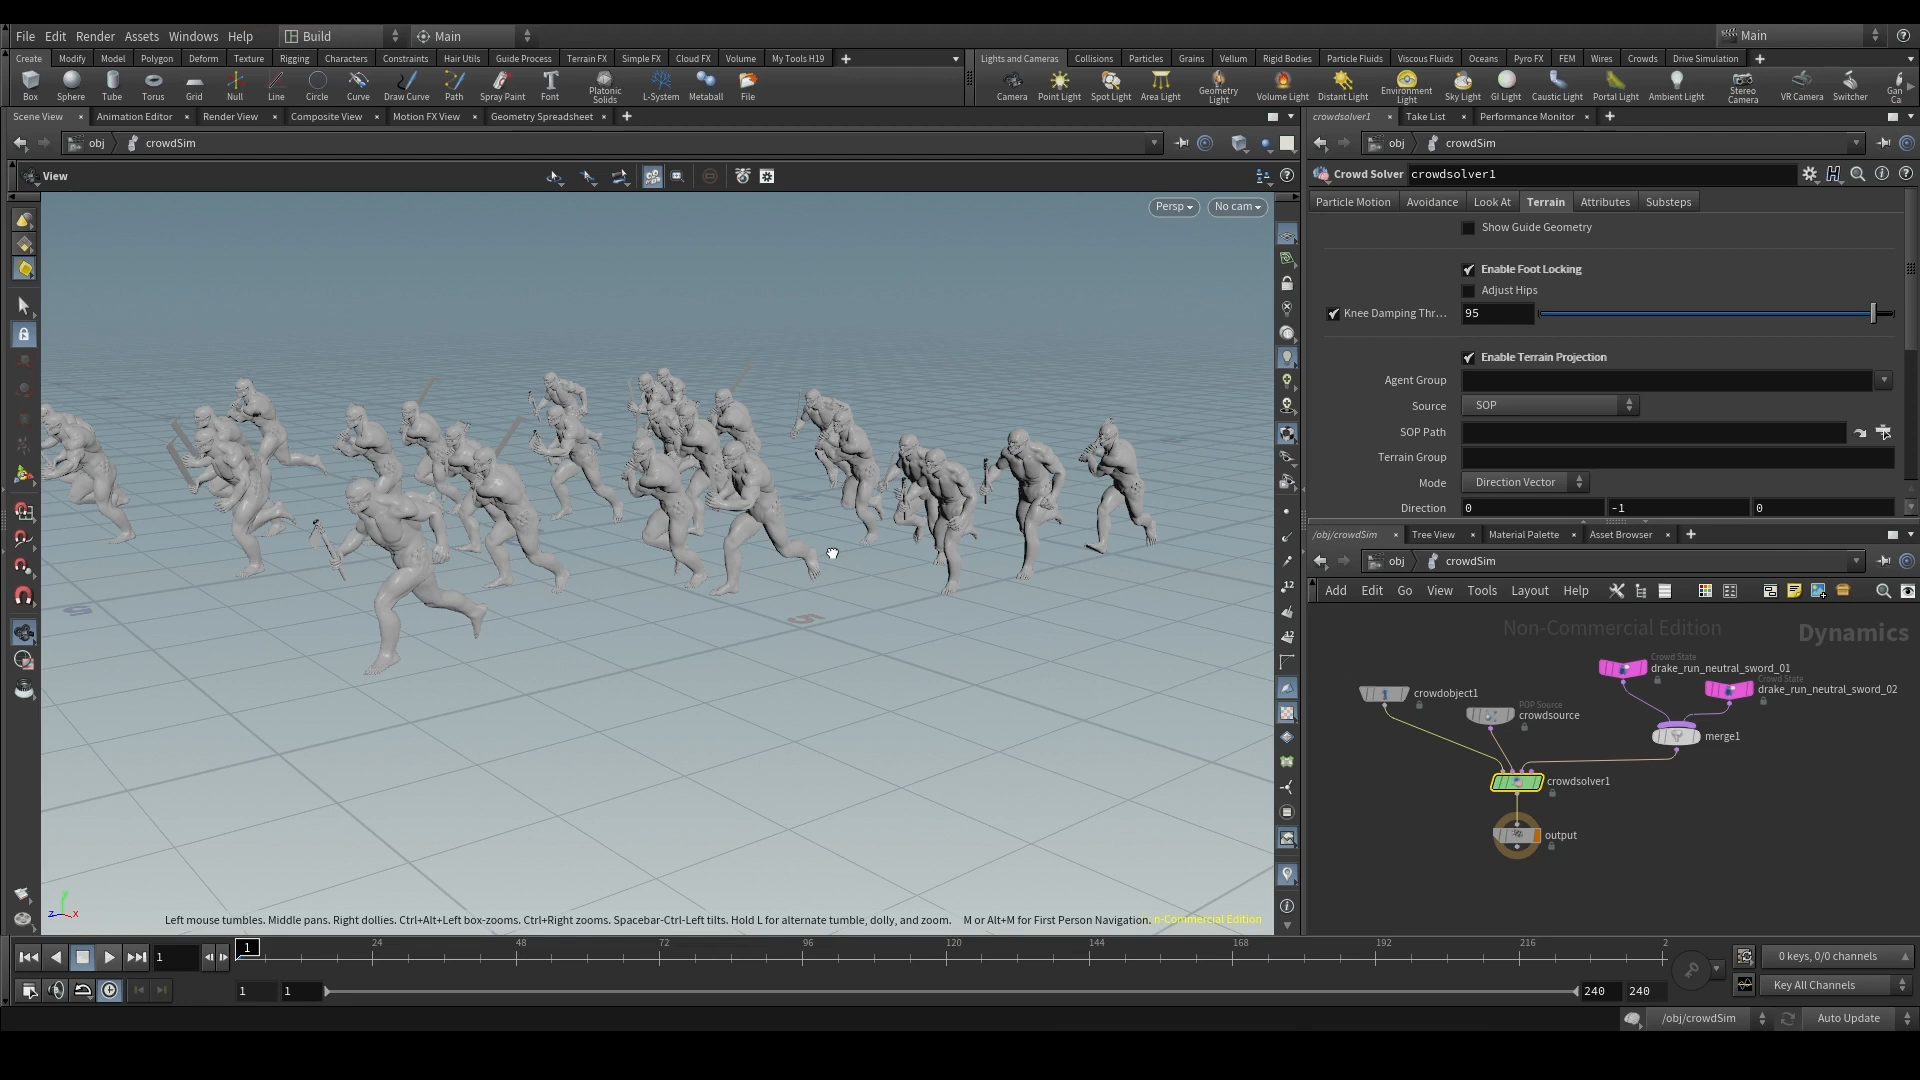 File Edit Render Assets Windows Help Build Main Main
Create Modify Model Polygon Deform Texture Rigging Characters Constraints Hair Utils Guide Process Terrain FX Simple FX Cloud FX Volume My Tools H19
Lights and Cameras Collisions Particles Grains Vellum Rigid Bodies Particle Fluids Viscous Fluids Oceans Pyro FX FEM Wires Crowds Drive Simulation
Box Sphere Tube Torus Grid Null Line Circle Curve Draw Curve Path Spray Paint Font Platonic Solids L-System Metaball File
Camera Point Light Spot Light Area Light Geometry Light Volume Light Distant Light Environment Light Sky Light GI Light Caustic Light Portal Light Ambient Light Stereo Camera VR Camera Switcher
Scene View Animation Editor Render View Composite View Motion FX View Geometry Spreadsheet
crowdsolver1 Take List Performance Monitor
obj crowdSim
obj crowdSim
View
Crowd Solver crowdsolver1
Persp No cam
Particle Motion Avoidance Look At Terrain Attributes Substeps
Show Guide Geometry
Enable Foot Locking
Adjust Hips
Knee Damping Thr... 95
Enable Terrain Projection
Agent Group
Source SOP
SOP Path
Terrain Group
Mode Direction Vector
Direction 0 -1 0
/obj/crowdSim Tree View Material Palette Asset Browser
obj crowdSim
Add Edit Go View Tools Layout Help
Non-Commercial Edition Dynamics
Crowd State
drake_run_neutral_sword_01
Crowd State
drake_run_neutral_sword_02
crowdobject1
POP Source
crowdsource
merge1
crowdsolver1
output
5 5
12
12
z y x
Left mouse tumbles. Middle pans. Right dollies. Ctrl+Alt+Left box-zooms. Ctrl+Right zooms. Spacebar-Ctrl-Left tilts. Hold L for alternate tumble, dolly, and zoom. M or Alt+M for First Person Navigation.
n-Commercial Edition
1 1 24 48 72 96 120 144 168 192 216 2
0 keys, 0/0 channels
1 1 240 240
Key All Channels
/obj/crowdSim Auto Update